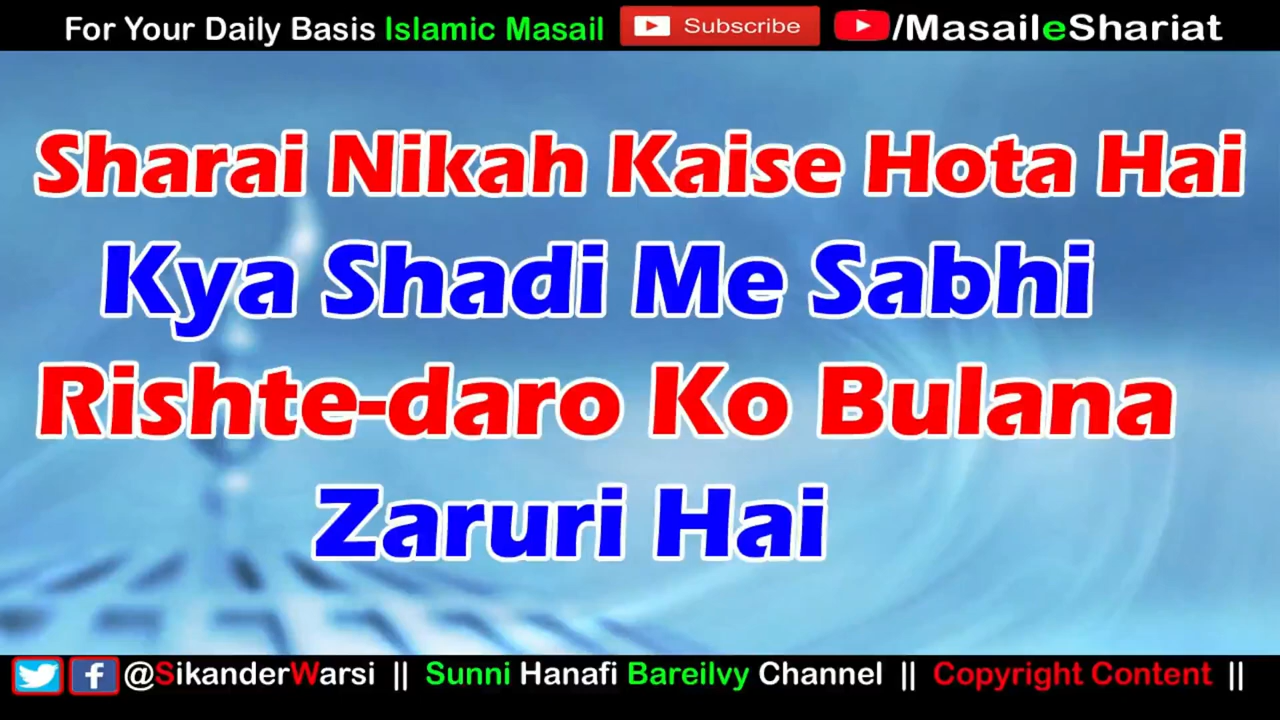 For Your Daily Basis Islamic Masail Subscribe /MasaileShariat
Sharai Nikah Kaise Hota Hai
Kya Shadi Me Sabhi
Rishte-daro Ko Bulana
Zaruri Hai
@SikanderWarsi || Sunni Hanafi Bareilvy Channel || Copyright Content ||